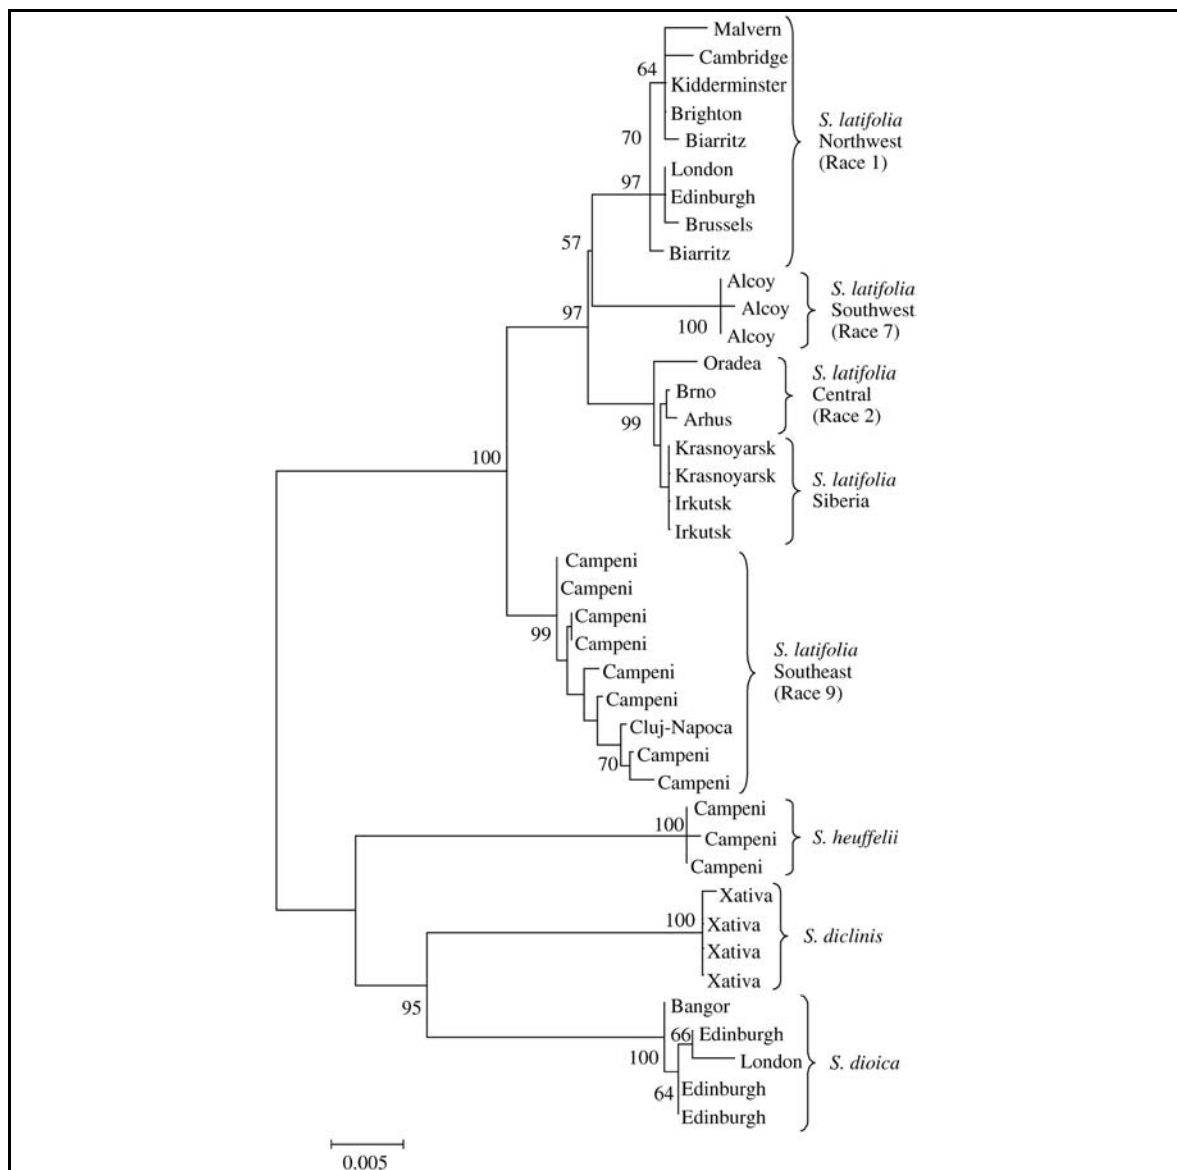 Malvern
Cambridge
64
Kidderminster
Brighton
70
Biarritz
S. latifolia
Northwest
(Race 1)
London
97
Edinburgh
Brussels
57
Biarritz
Alcoy
Alcoy
100
Alcoy
S. latifolia
Southwest
(Race 7)
97
Oradea
Brno
99
Arhus
S. latifolia
Central
(Race 2)
100
Krasnoyarsk
Krasnoyarsk
Irkutsk
Irkutsk
S. latifolia
Siberia
Campeni
Campeni
Campeni
99
Campeni
Campeni
Campeni
Cluj-Napoca
70
Campeni
Campeni
S. latifolia
Southeast
(Race 9)
Campeni
100
Campeni
Campeni
S. heuffelii
Xativa
100
Xativa
Xativa
Xativa
S. diclinis
95
Bangor
66
Edinburgh
100
London
64
Edinburgh
Edinburgh
S. dioica
0.005